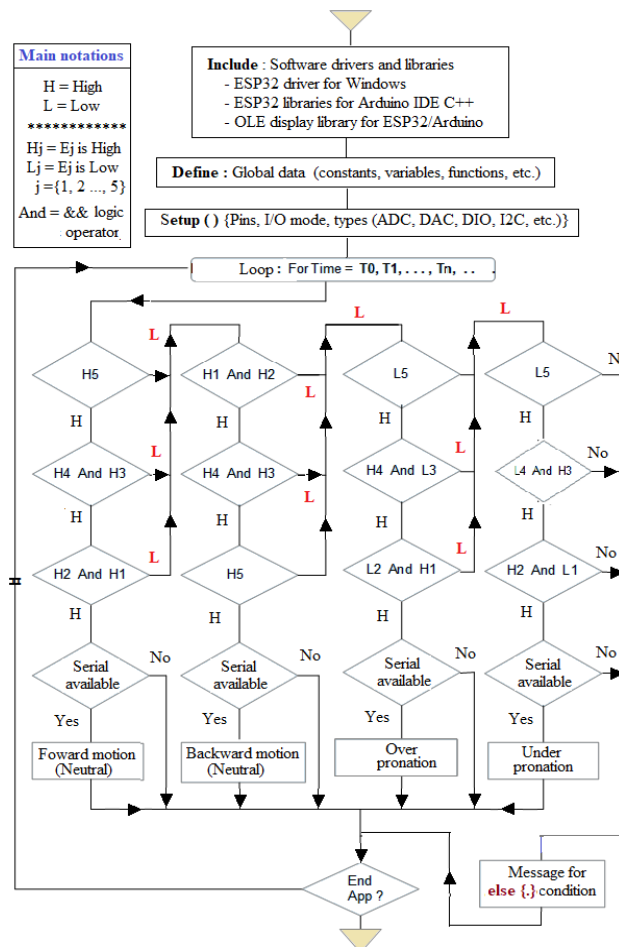 Main notations
H = High
L = Low
************
Hj = Ej is High
Lj = Ej is Low
j = {1, 2 ..., 5}
And = && logic
: operator
Include : Software drivers and libraries
- ESP32 driver for Windows
- ESP32 libraries for Arduino IDE C++
- OLE display library for ESP32/Arduino
Define : Global data (constants, variables, functions, etc.)
Setup ( ) {Pins, I/O mode, types (ADC, DAC, DIO, I2C, etc.)}
Loop : For Time = T0, T1, . . . , Tn, . . .
L
L
L
H5
H1 And H2
L5
L5
N
L
H
H
H
H
H4 And H3
L
H4 And H3
L
H4 And L3
L
L4 And H3
No
H
H
H
H
H2 And H1
L
H5
L2 And H1
L
H2 And L1
No
H
H
H
H
H
Serial
available
No
Serial
available
No
Serial
available
No
Serial
available
No
Yes
Yes
Yes
Yes
Foward motion
(Neutral)
Backward motion
(Neutral)
Over
pronation
Under
pronation
End
App ?
Message for
else {.} condition